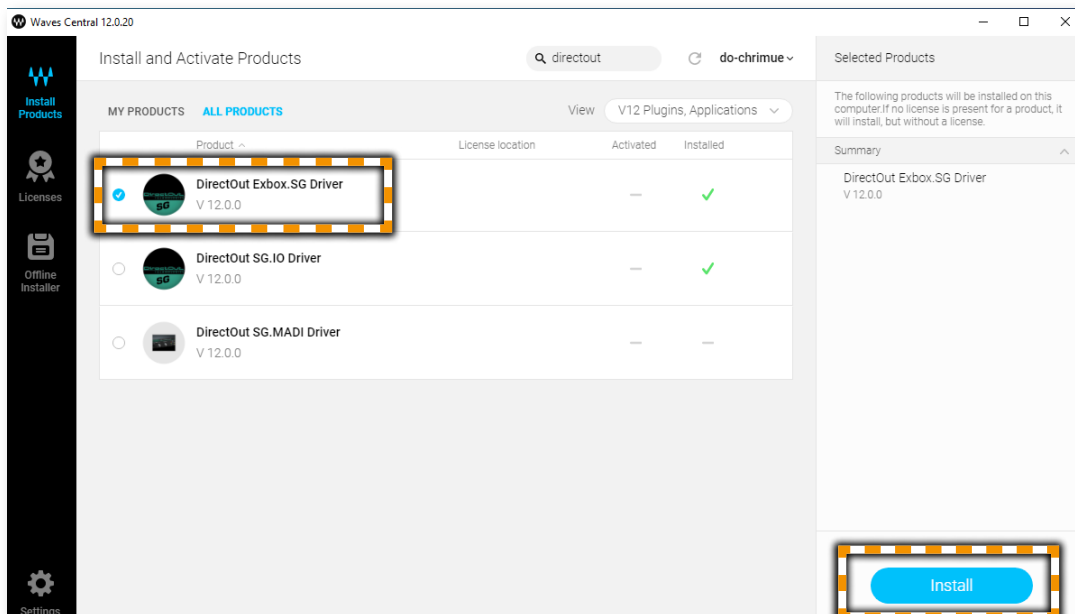 Waves Central 12.0.20
Install and Activate Products
directout
do-chrimue
Selected Products
Install
Products
Licenses
Offline
Installer
Settings
MY PRODUCTS ALL PRODUCTS
View V12 Plugins, Applications
Product License location Activated Installed
DirectOut Exbox.SG Driver
V 12.0.0
DirectOut SG.IO Driver
V 12.0.0
DirectOut SG.MADI Driver
V 12.0.0
The following products will be installed on this
computer.If no license is present for a product, it
will install, but without a license.
Summary
DirectOut Exbox.SG Driver
V 12.0.0
Install